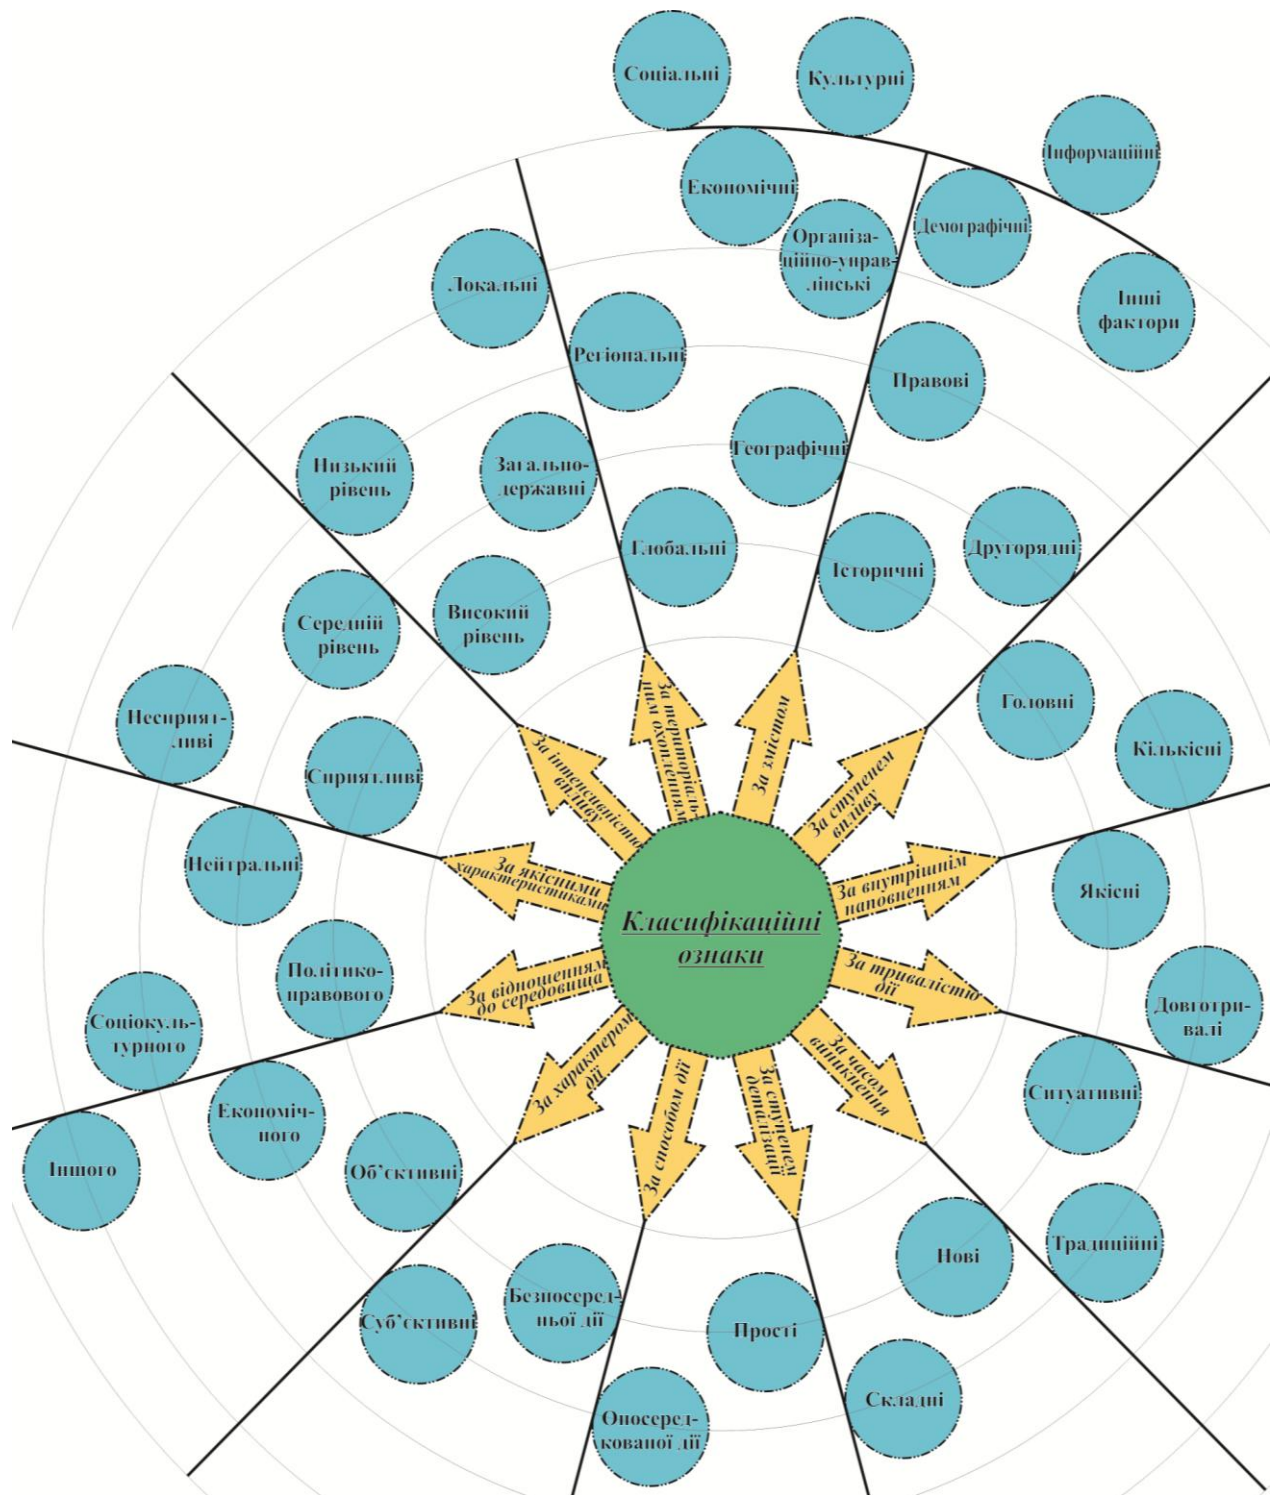 Соціальні
Культурні
Інформаційні
Економічні
Організа-
ційно-управ-
лінські
Демографічні
Інші
фактори
Локальні
Регіональні
Правові
Географічні
Загально-
державні
Низький
рівень
Глобальні
Історичні
Другорядні
Високий
рівень
Середній
рівень
Головні
Кількісні
Несприят-
ливі
Сприятливі
Нейтральні
Якісні
Політико-
правового
Соціокуль-
турного
Довготри-
валі
Економіч-
ного
Іншого
Ситуативні
Об’єктивні
Традиційні
Нові
Суб’єктивні
Безпосеред-
ньої дії
Прості
Складні
Опосеред-
кованої дії
За територіаль-
ним охопленням
За змістом
За ступенем
впливу
За внутрішнім
наповненням
За тривалістю
дії
За часом
виникнення
За ступенем
деталізації
За способом дії
За характером
дії
За відношенням
до середовища
За якісними
характеристиками
За інтенсивністю
впливу
Класифікаційні
ознаки